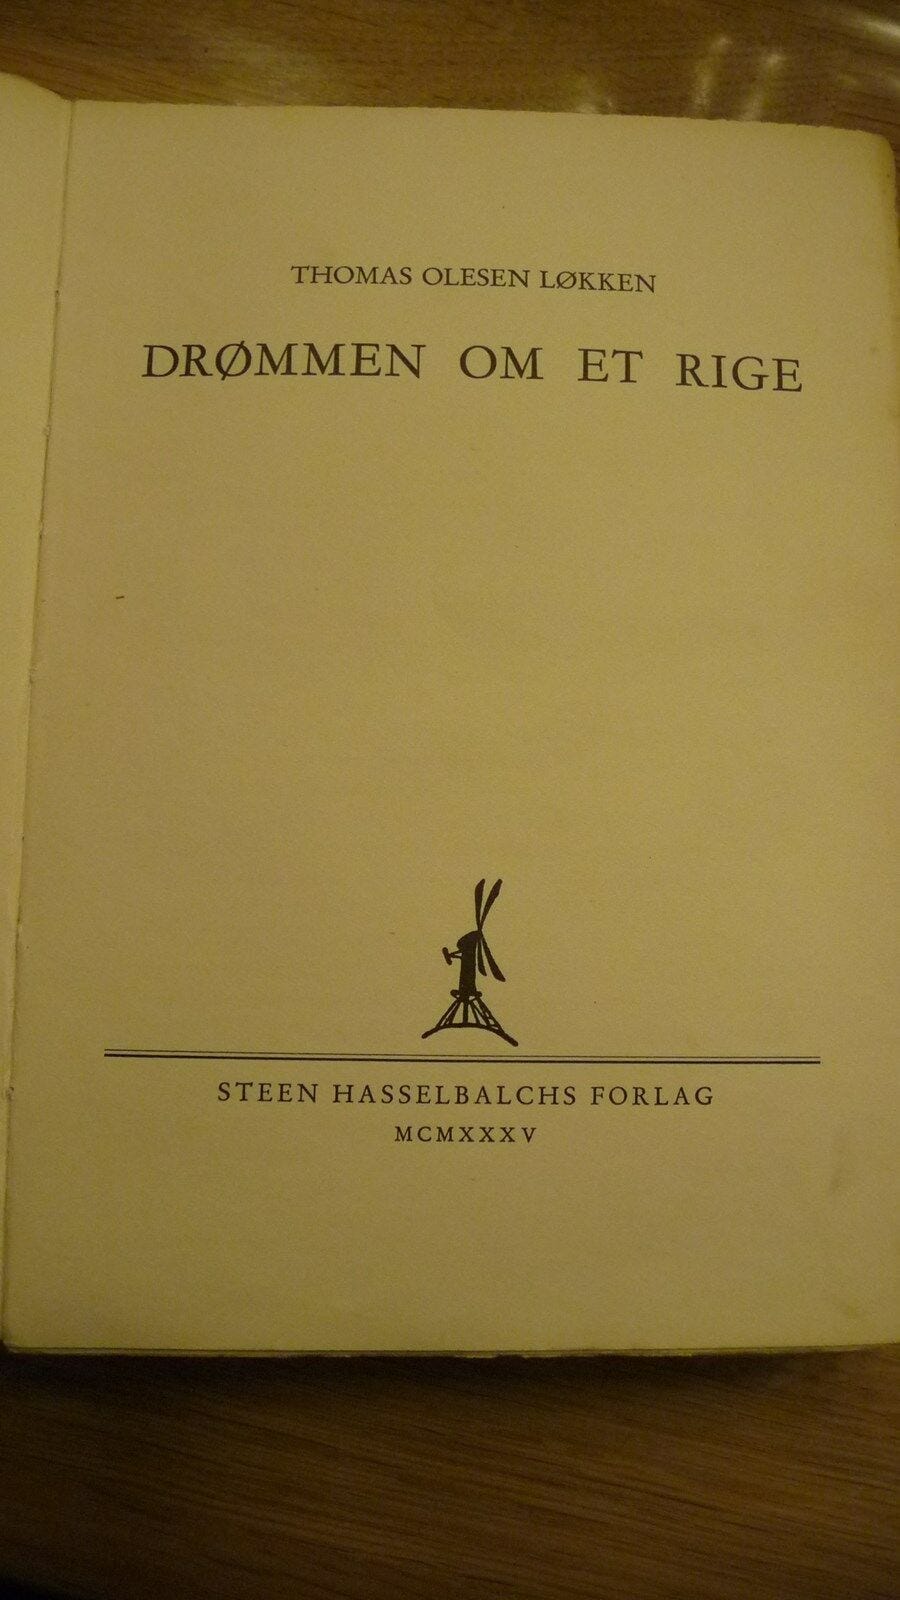 THOMAS OLESEN LØKKEN
DRØMMEN OM ET RIGE
STEEN HASSELBALCHS FORLAG
MCMXXXV